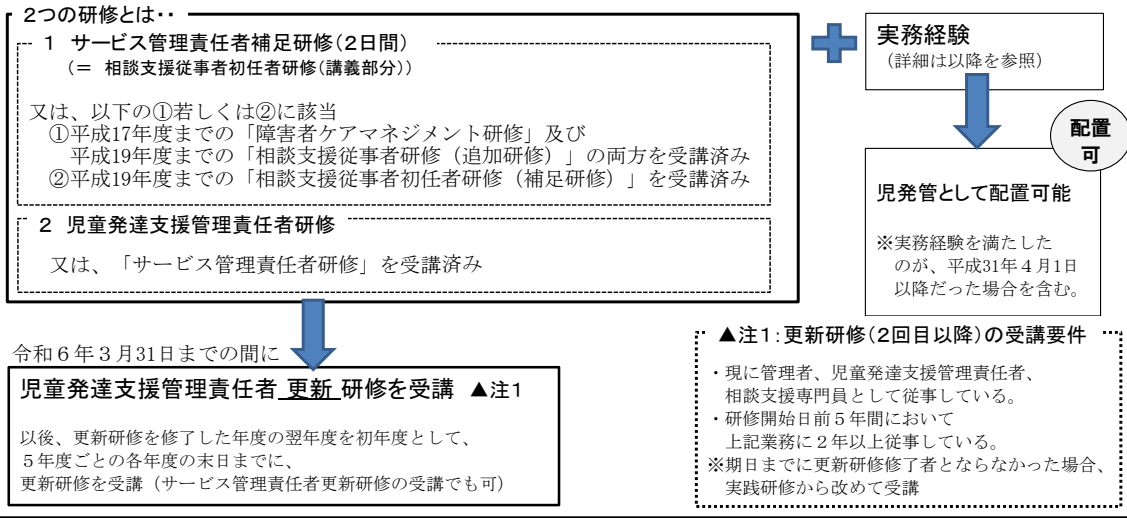 2つの研修とは・・
1 サービス管理責任者補足研修(2日間)
(= 相談支援従事者初任者研修(講義部分))
又は、以下の①若しくは②に該当
①平成17年度までの「障害者ケアマネジメント研修」及び
平成19年度までの「相談支援従事者研修（追加研修）」の両方を受講済み
②平成19年度までの「相談支援従事者初任者研修（補足研修）」を受講済み
2 児童発達支援管理責任者研修
又は、「サービス管理責任者研修」を受講済み
実務経験
（詳細は以降を参照）
配置
可
児発管として配置可能
※実務経験を満たした
のが、平成31年４月1日
以降だった場合を含む。
令和６年３月31日までの間に
児童発達支援管理責任者 更新 研修を受講 ▲注1
以後、更新研修を修了した年度の翌年度を初年度として、
５年度ごとの各年度の末日までに、
更新研修を受講（サービス管理責任者更新研修の受講でも可）
▲注1：更新研修(2回目以降)の受講要件
・現に管理者、児童発達支援管理責任者、
相談支援専門員として従事している。
・研修開始日前５年間において
上記業務に２年以上従事している。
※期日までに更新研修修了者とならなかった場合、
実践研修から改めて受講